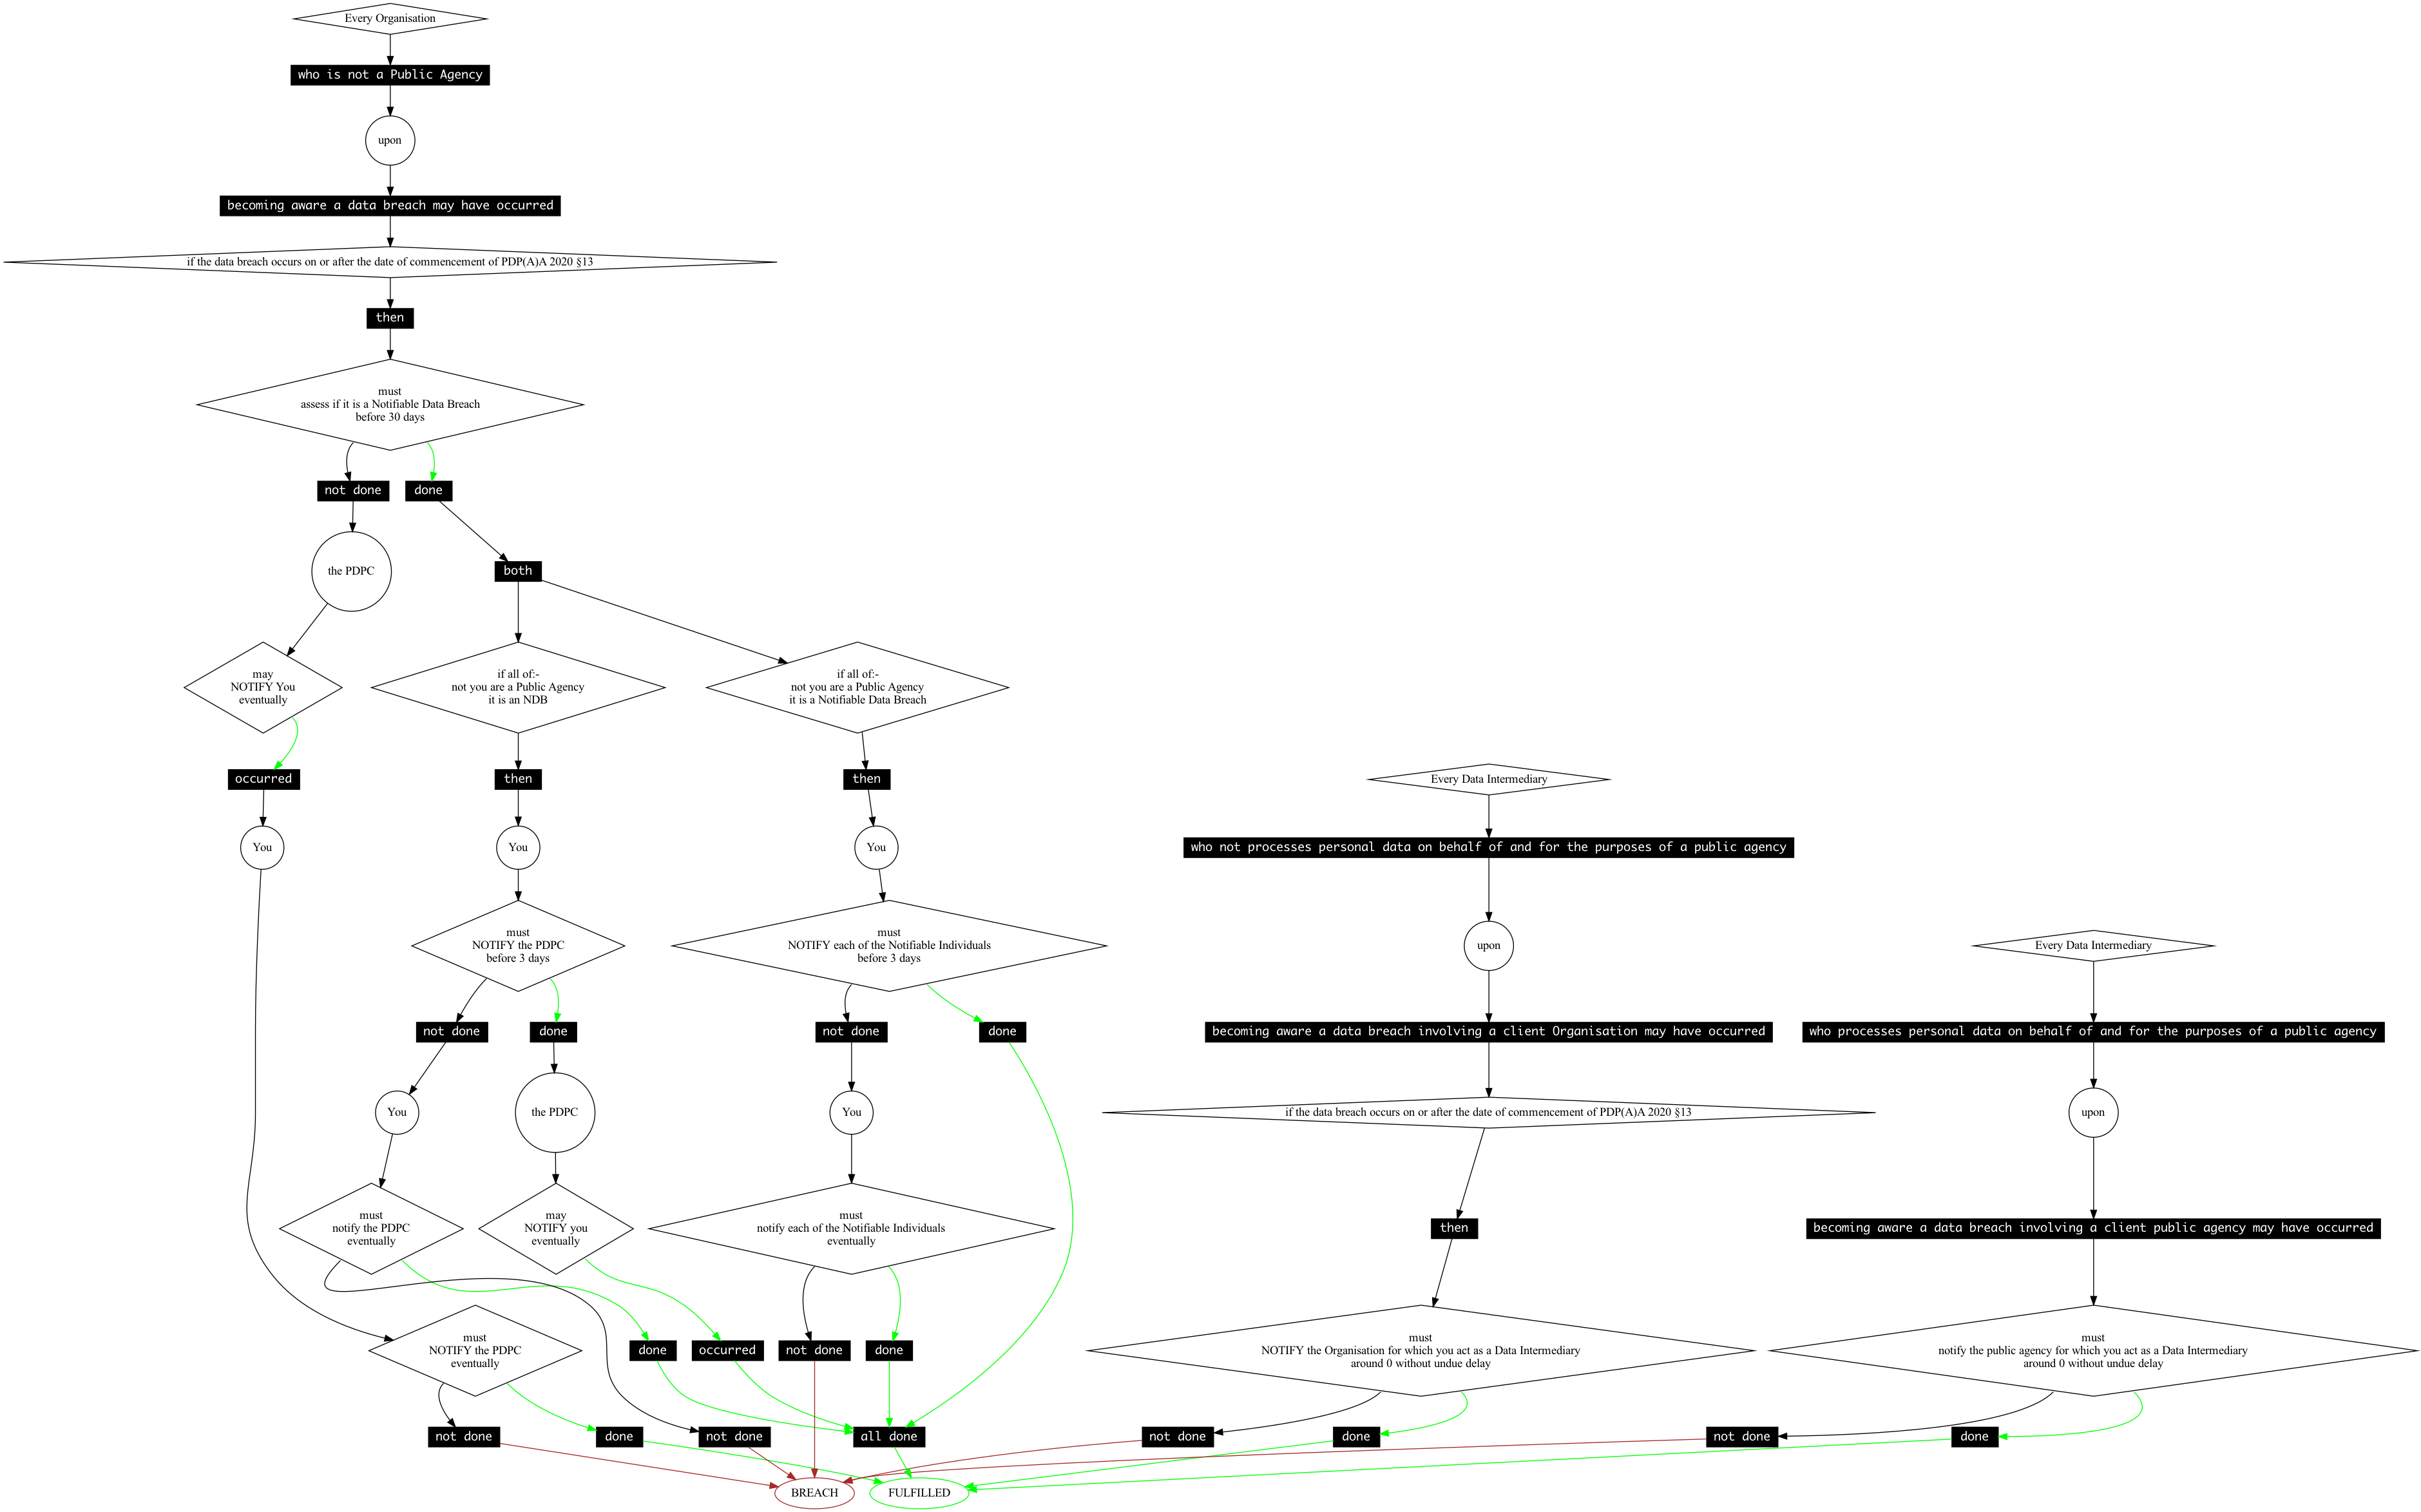 Every Organisation
who is not a Public Agency
upon
becoming aware a data breach may have occurred
if the data breach occurs on or after the date of commencement of PDP(A)A 2020 §13
then
must
assess if it is a Notifiable Data Breach
before 30 days
not done
done
the PDPC
both
may
NOTIFY You
eventually
if all of:-
not you are a Public Agency
it is an NDB
if all of:-
not you are a Public Agency
it is a Notifiable Data Breach
occurred
then
then
Every Data Intermediary
You
You
You
who not processes personal data on behalf of and for the purposes of a public agency
must
NOTIFY the PDPC
before 3 days
must
NOTIFY each of the Notifiable Individuals
before 3 days
upon
Every Data Intermediary
not done
done
not done
done
becoming aware a data breach involving a client Organisation may have occurred
who processes personal data on behalf of and for the purposes of a public agency
You
the PDPC
You
if the data breach occurs on or after the date of commencement of PDP(A)A 2020 §13
upon
must
notify the PDPC
eventually
may
NOTIFY you
eventually
must
notify each of the Notifiable Individuals
eventually
then
becoming aware a data breach involving a client public agency may have occurred
must
NOTIFY the PDPC
eventually
done
occurred
not done
done
must
NOTIFY the Organisation for which you act as a Data Intermediary
around 0 without undue delay
must
notify the public agency for which you act as a Data Intermediary
around 0 without undue delay
not done
done
not done
all done
not done
done
not done
done
BREACH
FULFILLED